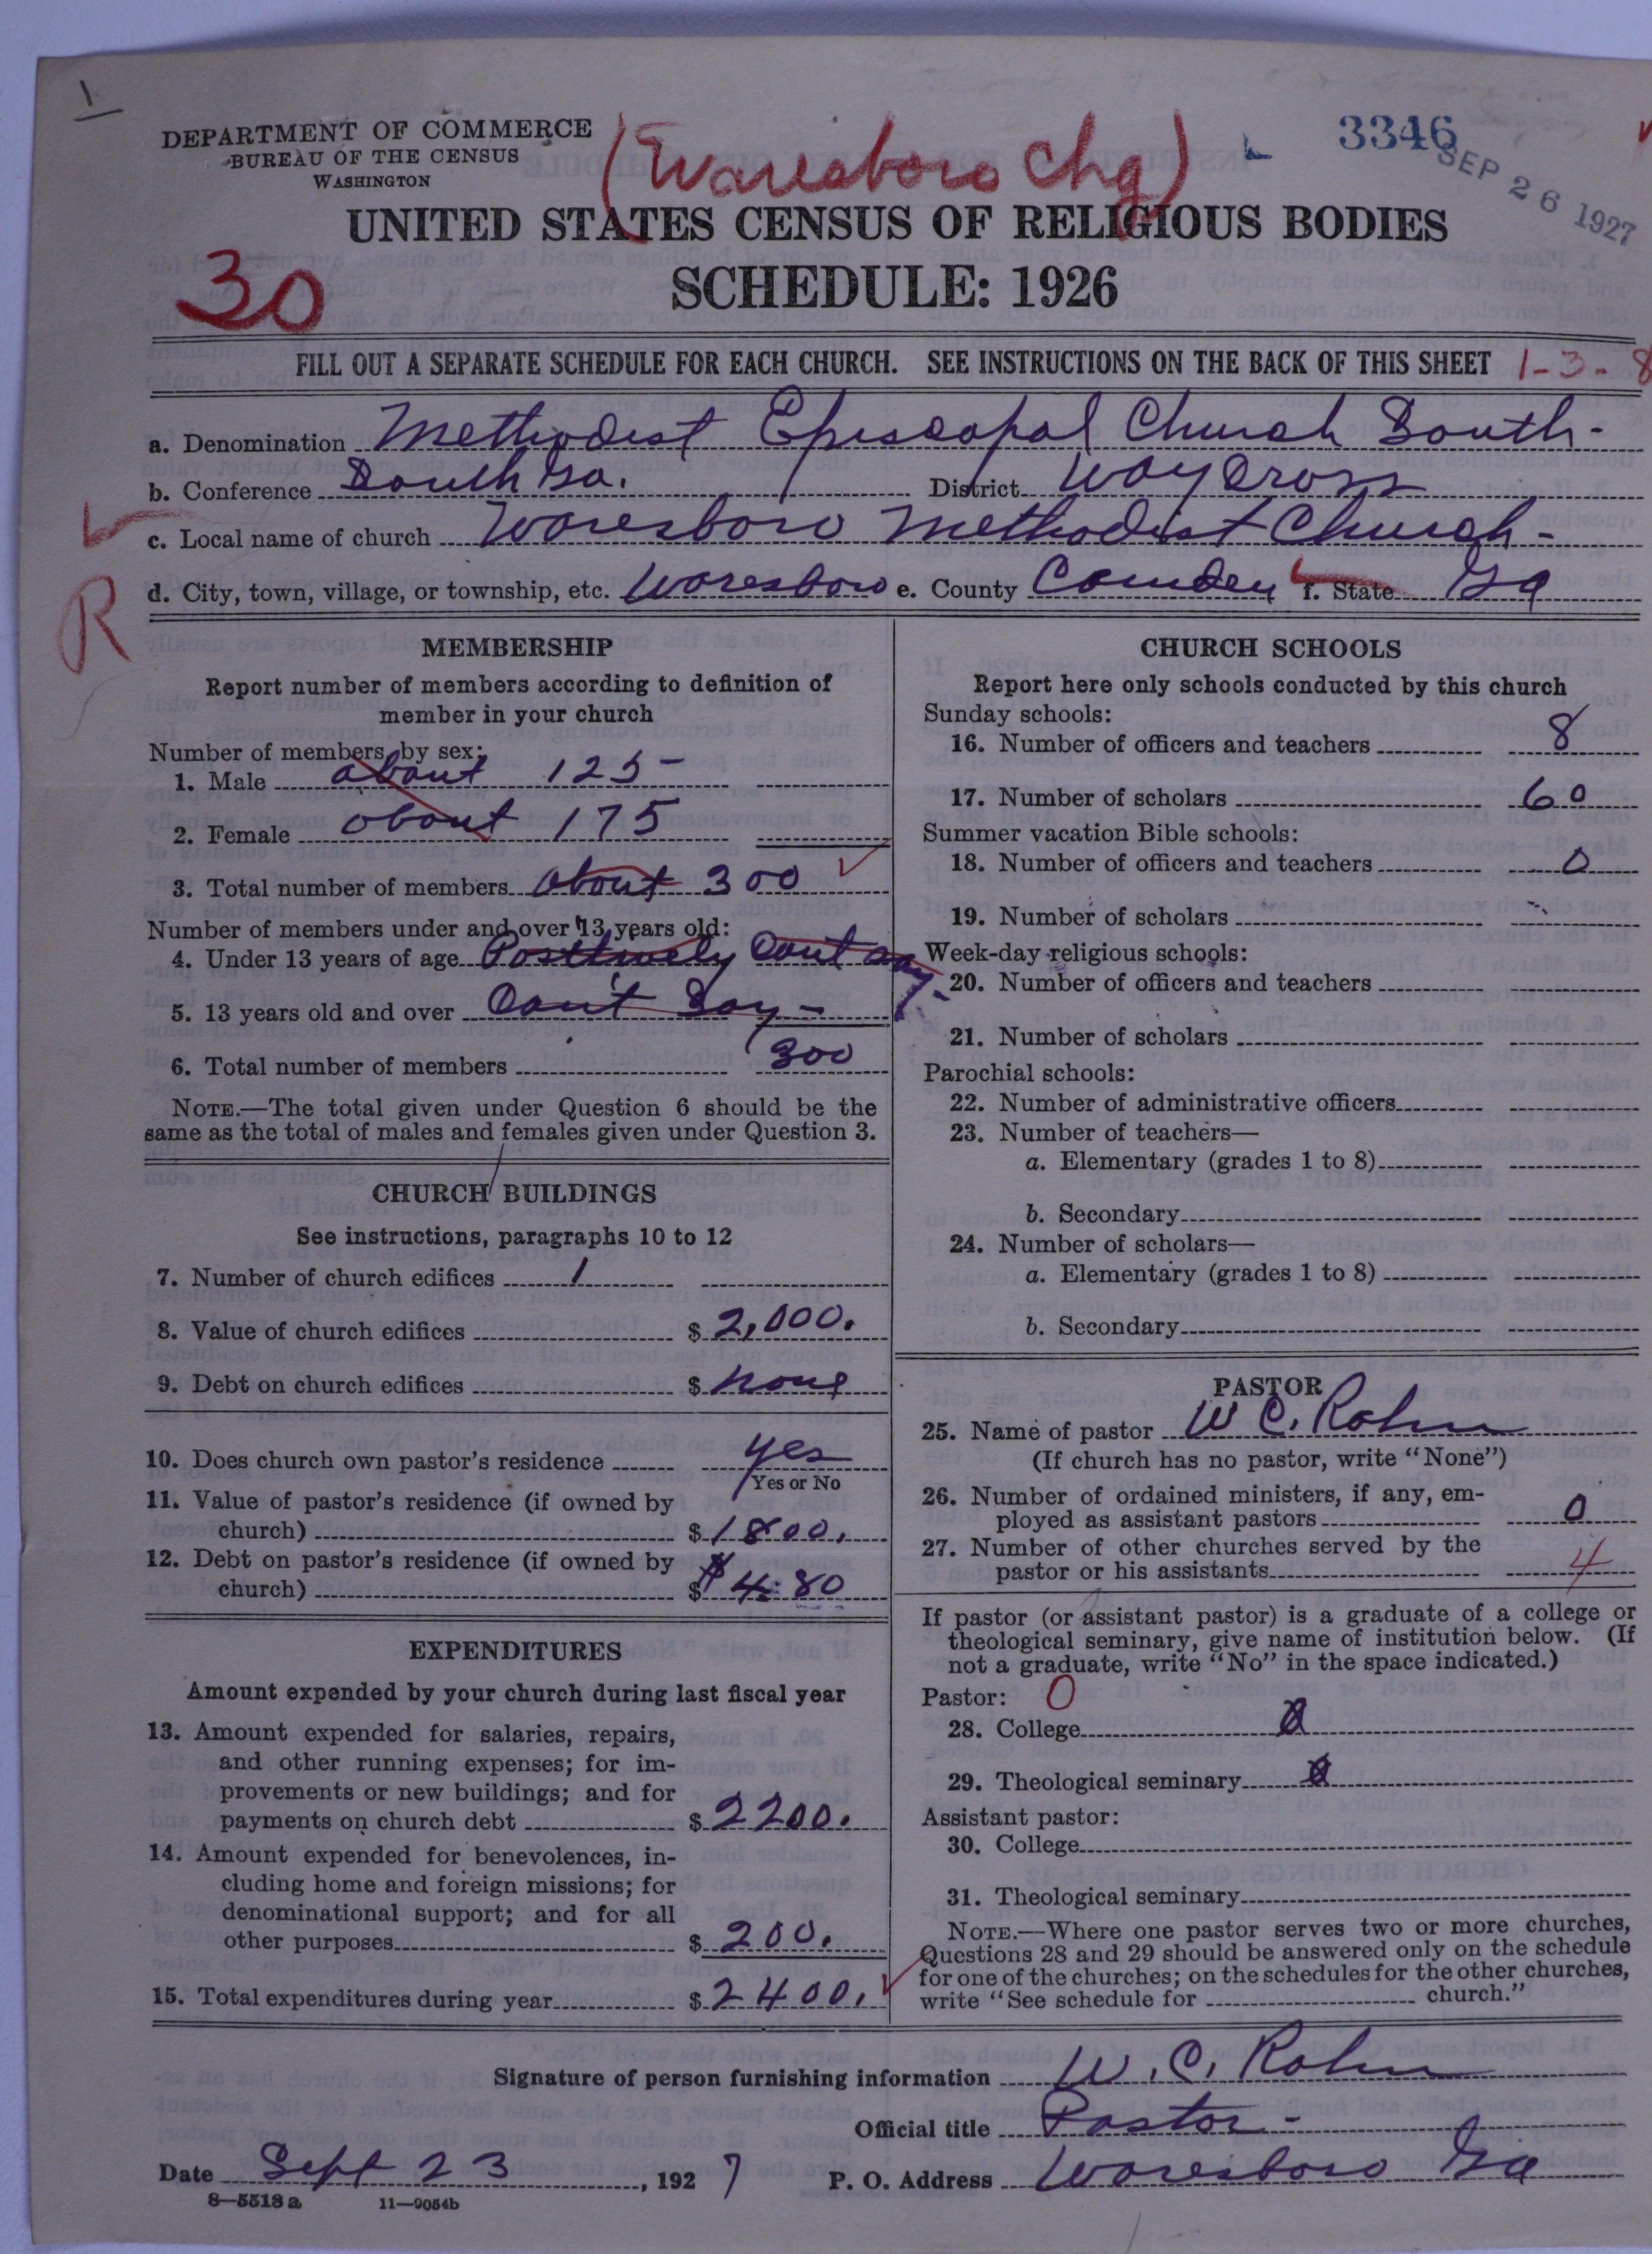 1
DEPARTMENT OF COMMERCE
BUREAU OF THE CENSUS
WASHINGTON
(Waresboro Chg)
3346
SEP 26 1927
UNITED STATES CENSUS OF RELIGIOUS BODIES
30
SCHEDULE: 1926
FILL OUT A SEPARATE SCHEDULE FOR EACH CHURCH. SEE INSTRUCTIONS ON THE BACK OF THIS SHEET 1-3-8
a. Denomination Methodist Episcopal Church South-
b. Conference South Ga. District Waycross
c. Local name of church Waresboro Methodist Church-
d. City, town, village, or township, etc. Waresboro e. County Camden f. State Ga
R
MEMBERSHIP
Report number of members according to definition of
member in your church
Number of members by sex:
1. Male about 125-
2. Female about 175
3. Total number of members about 300
Number of members under and over 13 years old:
4. Under 13 years of age Posttively Cant say-
5. 13 years old and over Can't Say-
6. Total number of members 300
NOTE.—The total given under Question 6 should be the
same as the total of males and females given under Question 3.
CHURCH BUILDINGS
See instructions, paragraphs 10 to 12
7. Number of church edifices 1
8. Value of church edifices $ 2,000.
9. Debt on church edifices $ none
10. Does church own pastor's residence yes
Yes or No
11. Value of pastor's residence (if owned by
church) $ 1800.
12. Debt on pastor's residence (if owned by
church) $ $4:80
EXPENDITURES
Amount expended by your church during last fiscal year
13. Amount expended for salaries, repairs,
and other running expenses; for im-
provements or new buildings; and for
payments on church debt $ 2200.
14. Amount expended for benevolences, in-
cluding home and foreign missions; for
denominational support; and for all
other purposes $ 200.
15. Total expenditures during year $ 2400.
CHURCH SCHOOLS
Report here only schools conducted by this church
Sunday schools:
16. Number of officers and teachers 8
17. Number of scholars 60
Summer vacation Bible schools:
18. Number of officers and teachers 0
19. Number of scholars
Week-day religious schools:
20. Number of officers and teachers
21. Number of scholars
Parochial schools:
22. Number of administrative officers
23. Number of teachers—
a. Elementary (grades 1 to 8)
b. Secondary
24. Number of scholars—
a. Elementary (grades 1 to 8)
b. Secondary
PASTOR
25. Name of pastor W C. Rahn
(If church has no pastor, write "None")
26. Number of ordained ministers, if any, em-
ployed as assistant pastors 0
27. Number of other churches served by the
pastor or his assistants 4
If pastor (or assistant pastor) is a graduate of a college or
theological seminary, give name of institution below. (If
not a graduate, write "No" in the space indicated.)
Pastor: 0
28. College 0
29. Theological seminary 0
Assistant pastor:
30. College
31. Theological seminary
NOTE.—Where one pastor serves two or more churches,
Questions 28 and 29 should be answered only on the schedule
for one of the churches; on the schedules for the other churches,
write "See schedule for church."
Signature of person furnishing information W. C. Rahn
Official title Pastor-
Date Sept 23, 1927 P. O. Address Waresboro Ga
8—5518 a 11—9054b